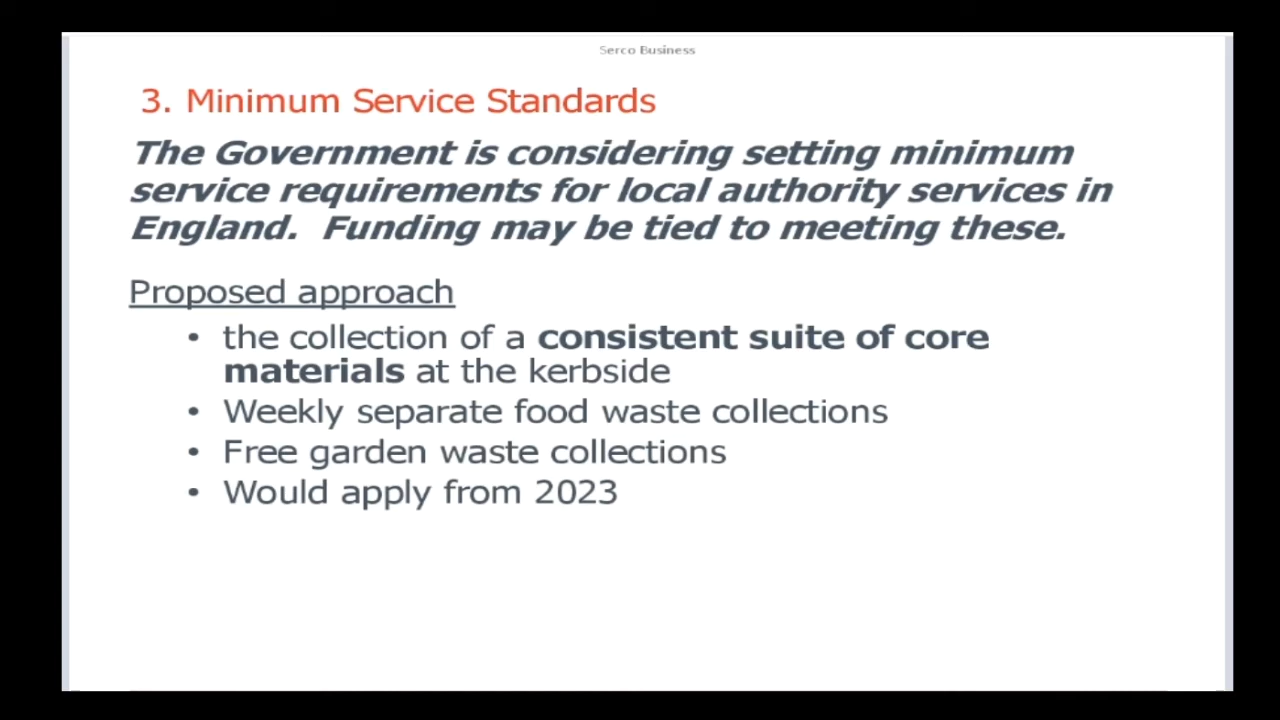 Serco Business
3. Minimum Service Standards
The Government is considering setting minimum
service requirements for local authority services in
England.  Funding may be tied to meeting these.
Proposed approach
• the collection of a consistent suite of core
materials at the kerbside
• Weekly separate food waste collections
• Free garden waste collections
• Would apply from 2023